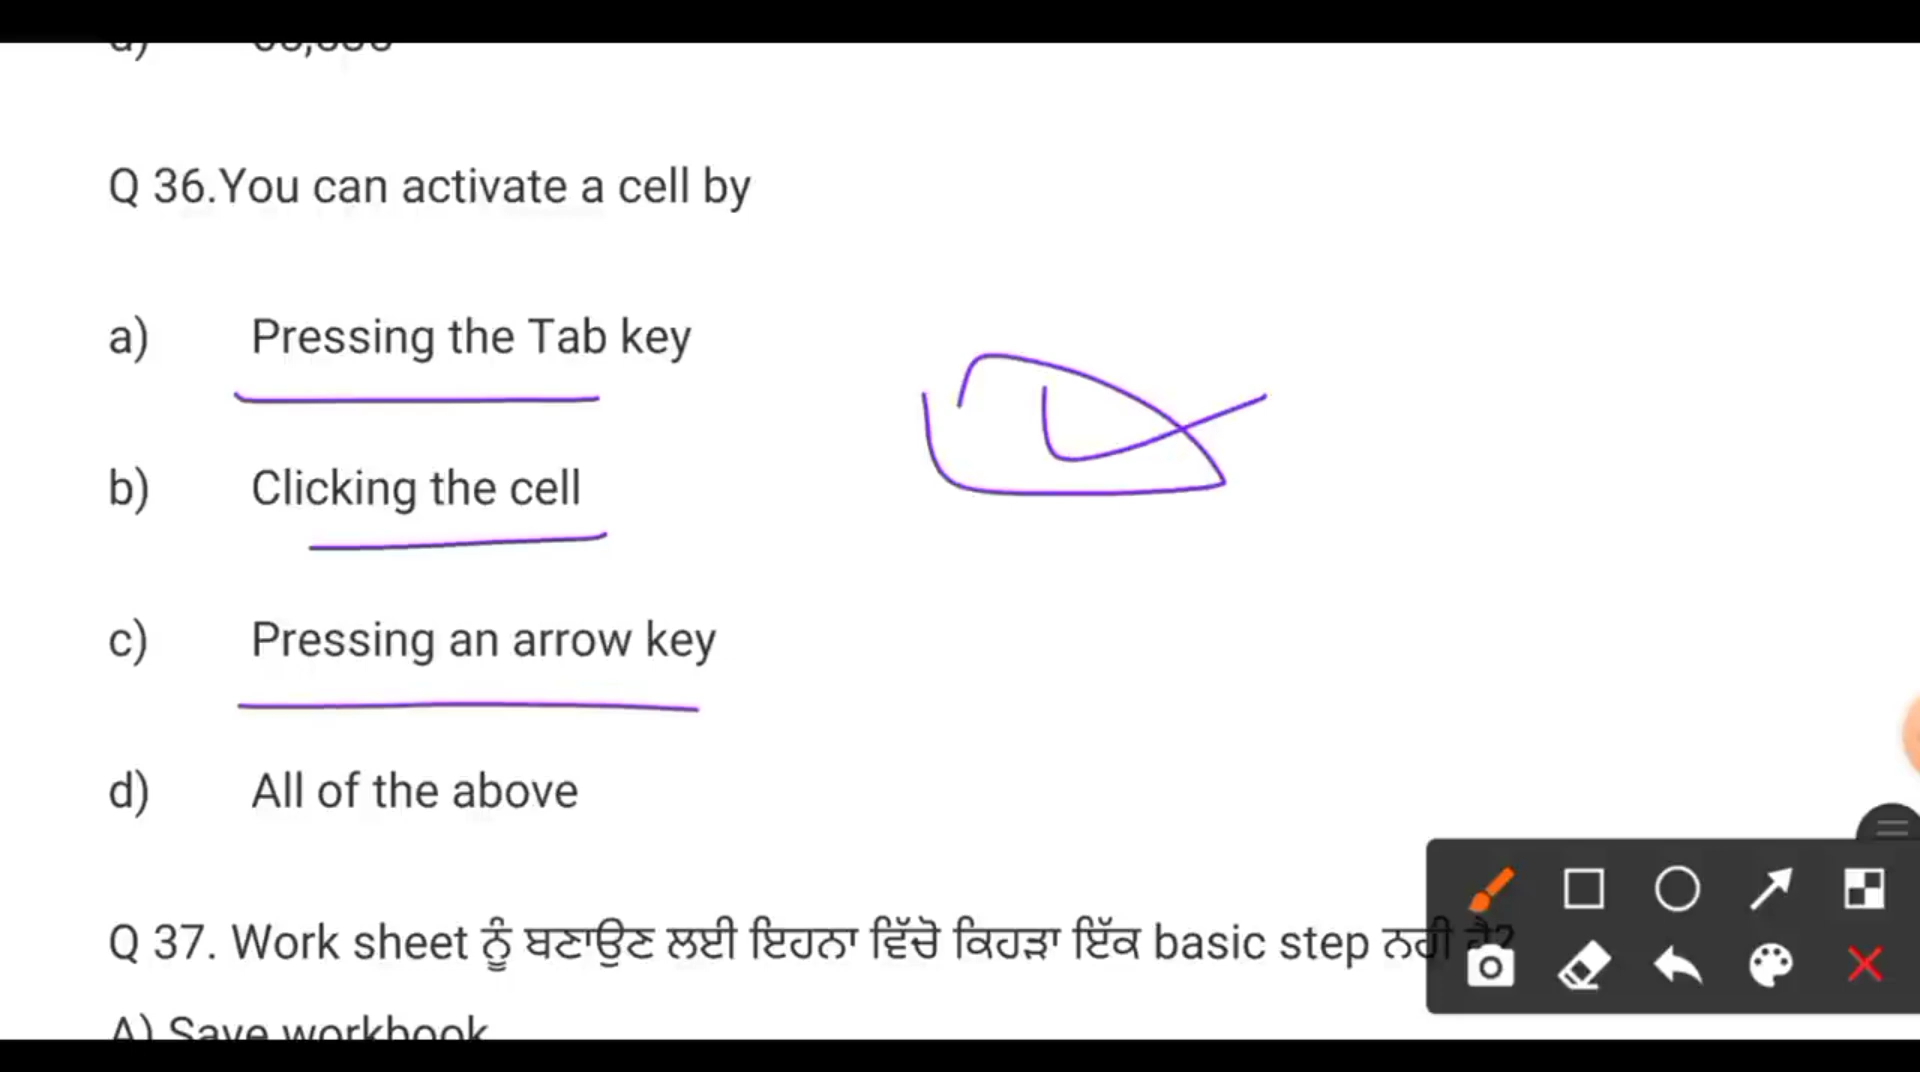 Q 36.You can activate a cell by
a) Pressing the Tab key
b) Clicking the cell
c) Pressing an arrow key
d) All of the above
Q 37. Work sheet ਨੂੰ ਬਣਾਉਣ ਲਈ ਇਹਨਾ ਵਿੱਚੋ ਕਿਹੜਾ ਇੱਕ basic step ਨਹੀ ਹੈ?
A) Save workbook